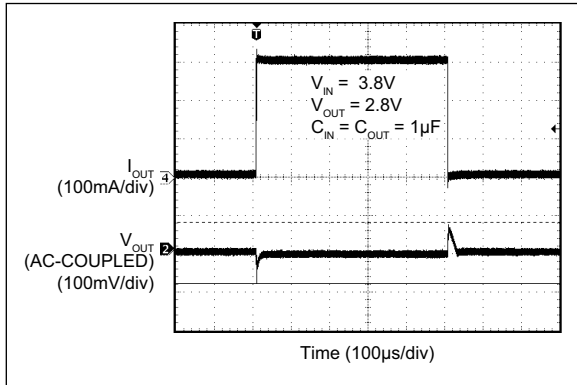 T
V_IN = 3.8V
V_OUT = 2.8V
C_IN = C_OUT = 1µF
4
I_OUT
(100mA/div)
2
V_OUT
(AC-COUPLED)
(100mV/div)
Time (100µs/div)